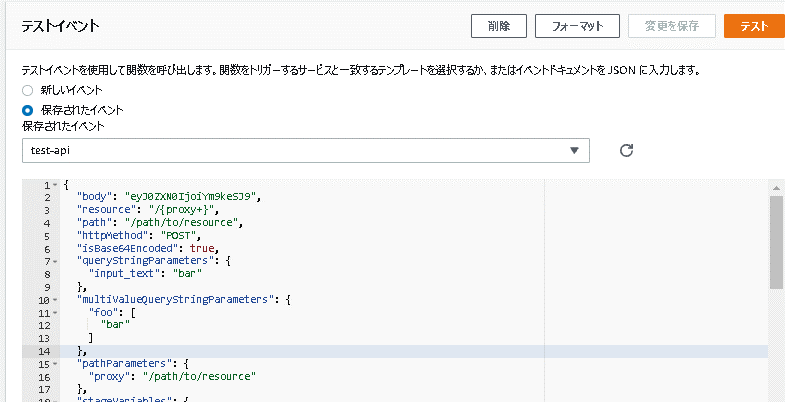 テストイベント
削除
フォーマット
変更を保存
テスト
テストイベントを使用して関数を呼び出します。関数をトリガーするサービスと一致するテンプレートを選択するか、またはイベントドキュメントを JSON に入力します。
新しいイベント
保存されたイベント
保存されたイベント
test-api
1 {
2 "body": "eyJ0ZXN0IjoiYm9keSJ9",
3 "resource": "/{proxy+}",
4 "path": "/path/to/resource",
5 "httpMethod": "POST",
6 "isBase64Encoded": true,
7 "queryStringParameters": {
8 "input_text": "bar"
9 },
10 "multiValueQueryStringParameters": {
11 "foo": [
12 "bar"
13 ]
14 },
15 "pathParameters": {
16 "proxy": "/path/to/resource"
17 },
18 "stageVariables": {